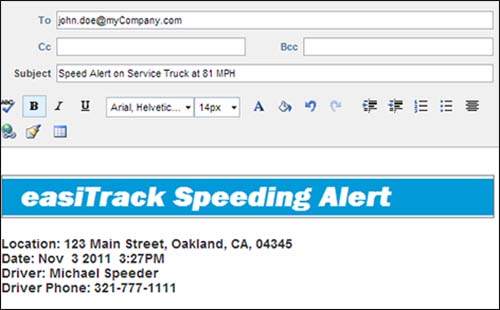 To john.doe@myCompany.com
Cc Bcc
Subject Speed Alert on Service Truck at 81 MPH
ABC B I U Arial, Helvetic... 14px A
easiTrack Speeding Alert
Location: 123 Main Street, Oakland, CA, 04345
Date: Nov  3 2011  3:27PM
Driver: Michael Speeder
Driver Phone: 321-777-1111